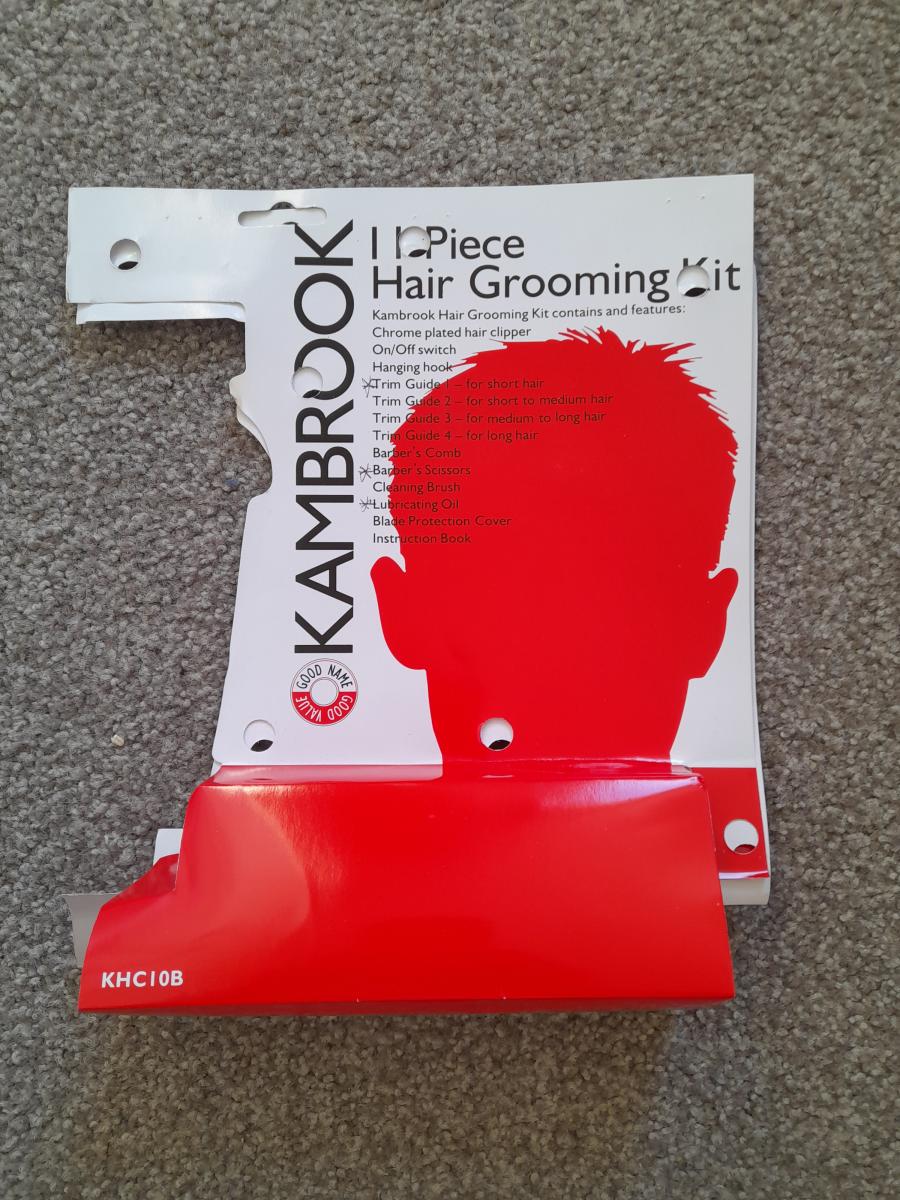 KAMBROOK
GOOD NAME
GOOD VALUE
11 Piece
Hair Grooming Kit
Kambrook Hair Grooming Kit contains and features:
Chrome plated hair clipper
On/Off switch
Hanging hook
*Trim Guide 1 – for short hair
Trim Guide 2 – for short to medium hair
Trim Guide 3 – for medium to long hair
Trim Guide 4 – for long hair
Barber's Comb
*Barber's Scissors
Cleaning Brush
*Lubricating Oil
Blade Protection Cover
Instruction Book
KHC10B